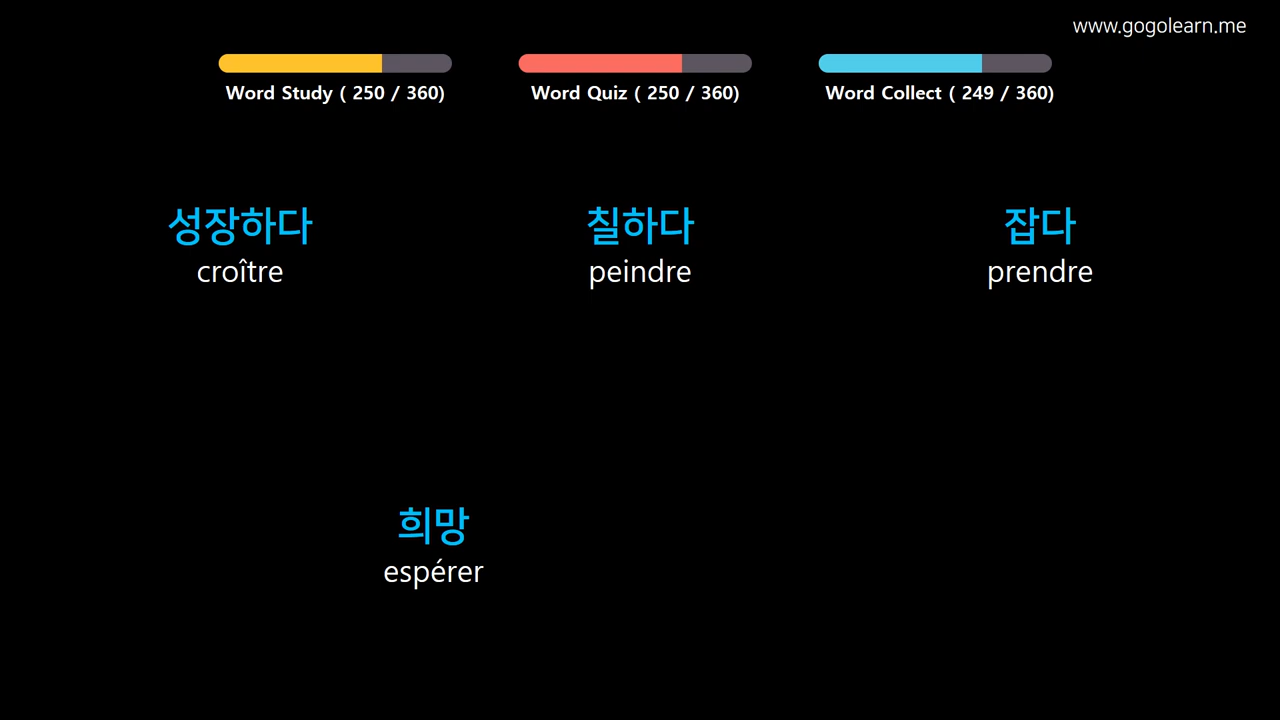 www.gogolearn.me
Word Study ( 250 / 360)
Word Quiz ( 250 / 360)
Word Collect ( 249 / 360)
성장하다
croître
칠하다
peindre
잡다
prendre
희망
espérer